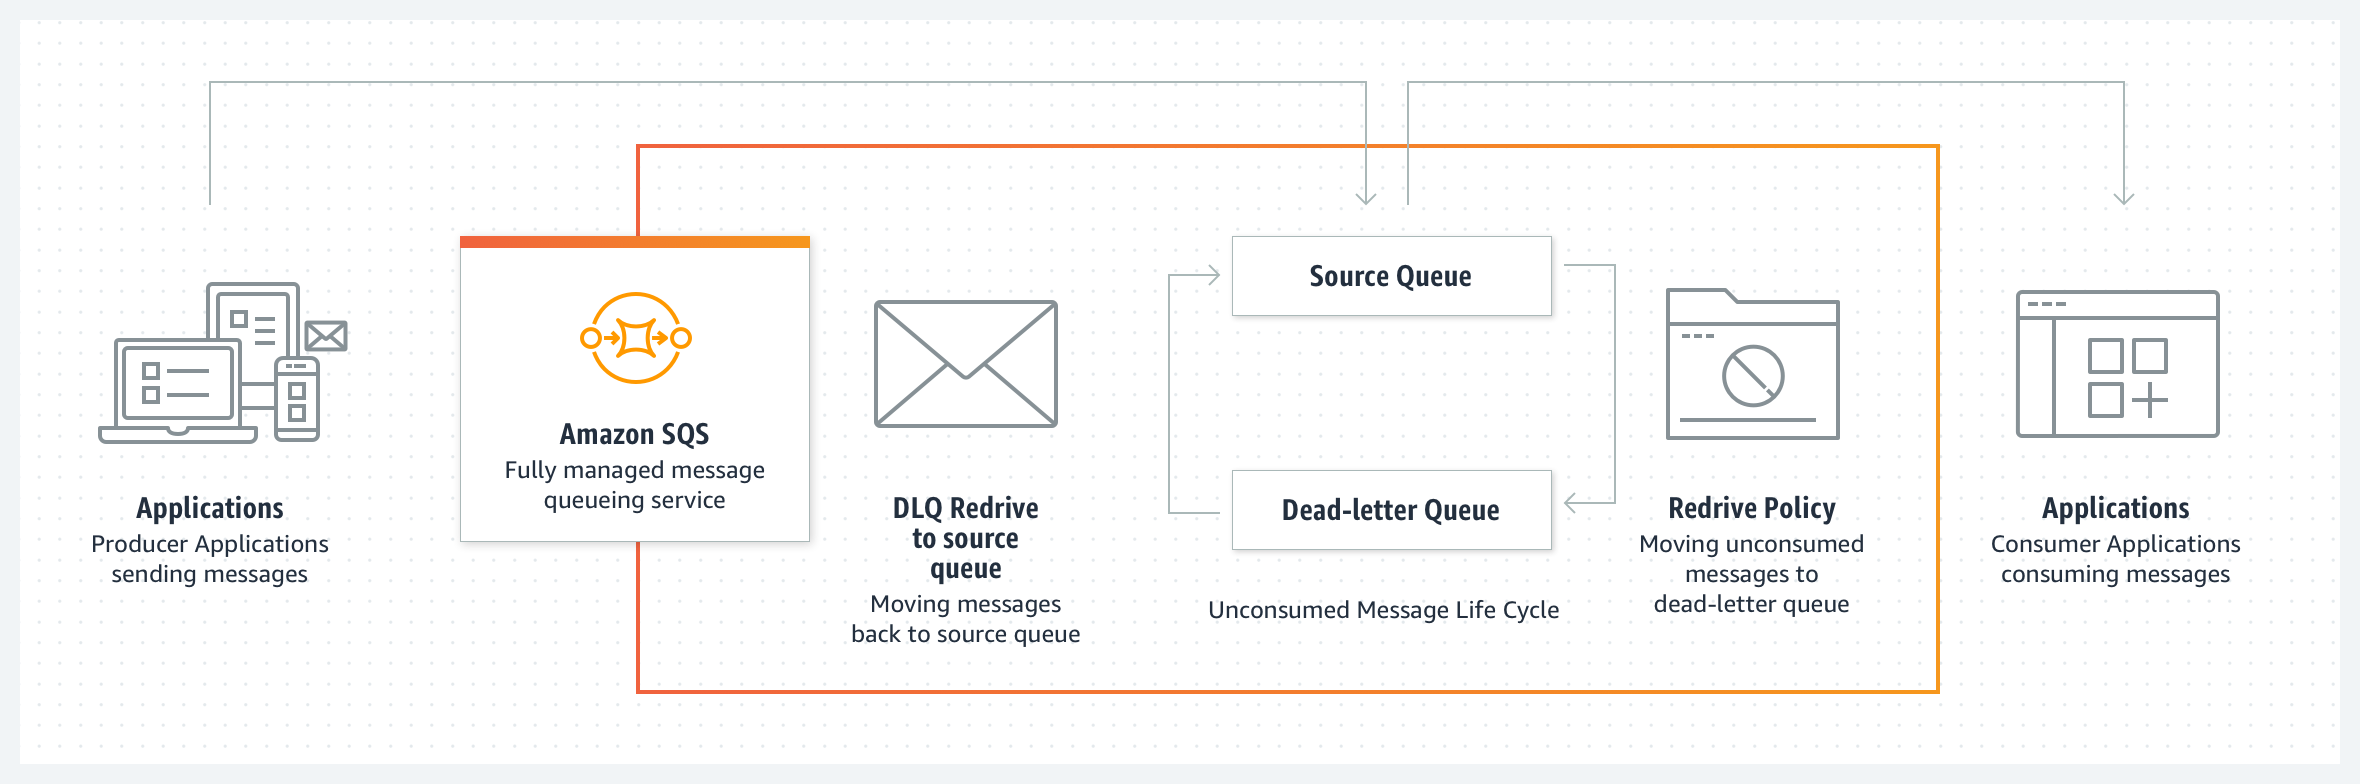 Applications
Producer Applications
sending messages
Amazon SQS
Fully managed message
queueing service
DLQ Redrive
to source
queue
Moving messages
back to source queue
Source Queue
Dead-letter Queue
Unconsumed Message Life Cycle
Redrive Policy
Moving unconsumed
messages to
dead-letter queue
Applications
Consumer Applications
consuming messages